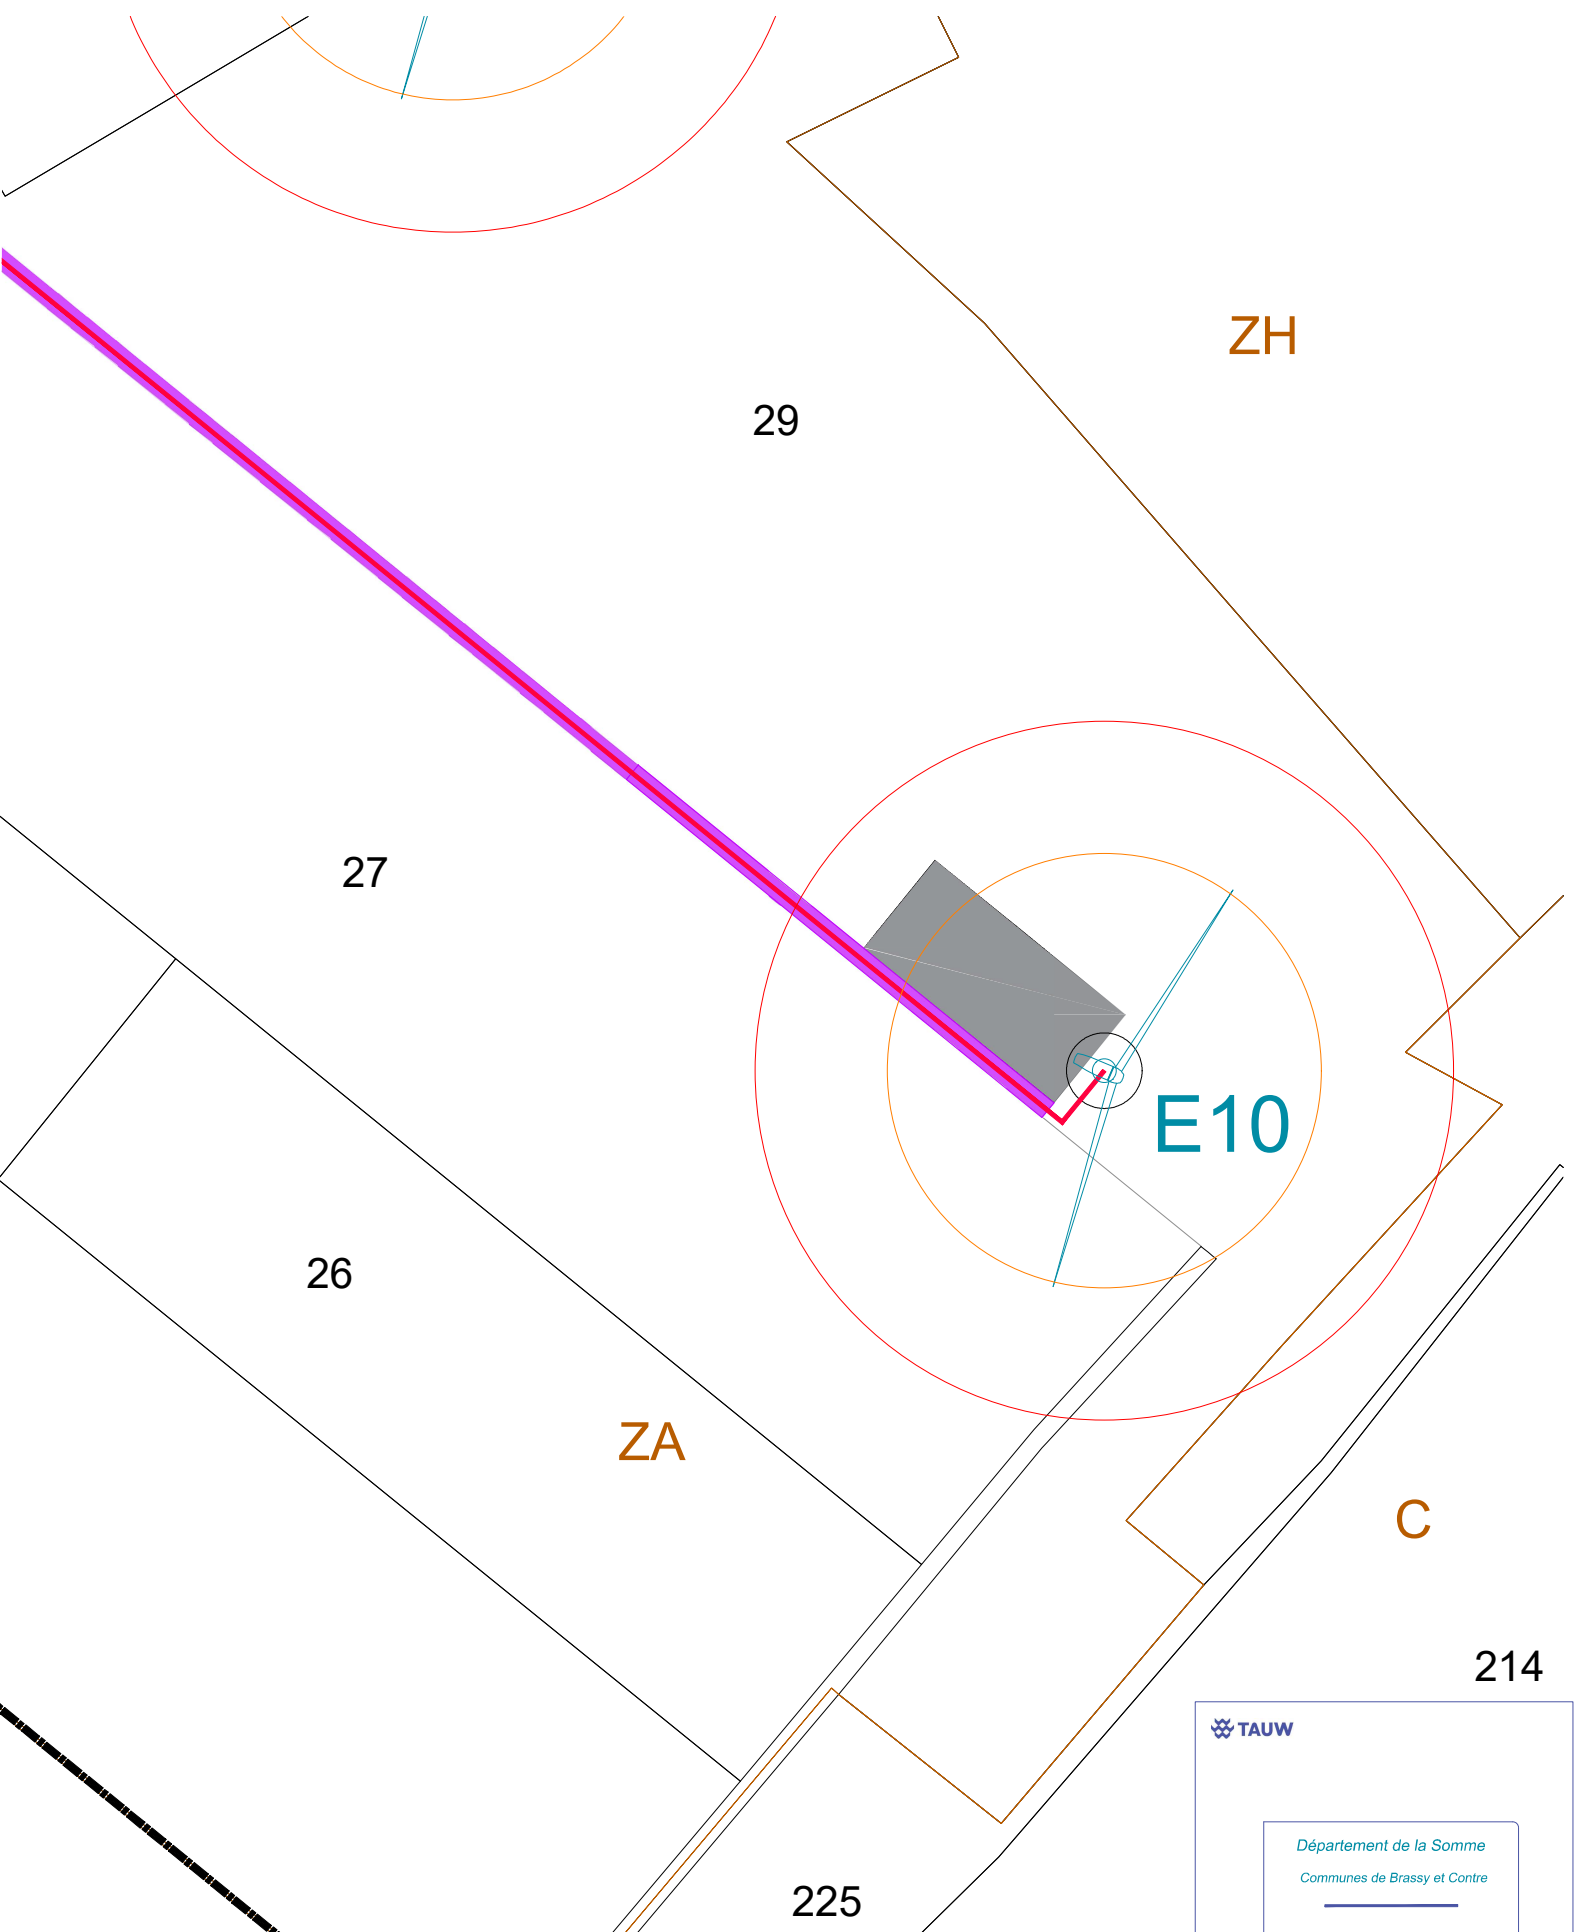 ZH
29
27
E10
26
ZA
C
214
TAUW
Département de la Somme
Communes de Brassy et Contre
225